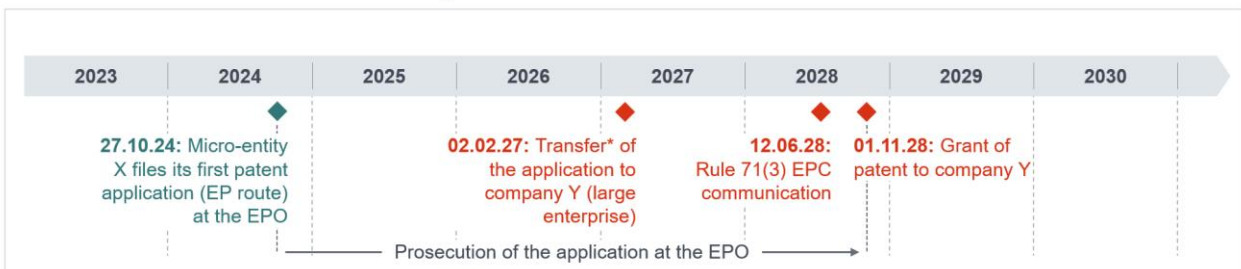 2023 2024 2025 2026 2027 2028 2029 2030
27.10.24: Micro-entity
X files its first patent
application (EP route)
at the EPO
02.02.27: Transfer* of
the application to
company Y (large
enterprise)
12.06.28:
Rule 71(3) EPC
communication
01.11.28: Grant of
patent to company Y
Prosecution of the application at the EPO